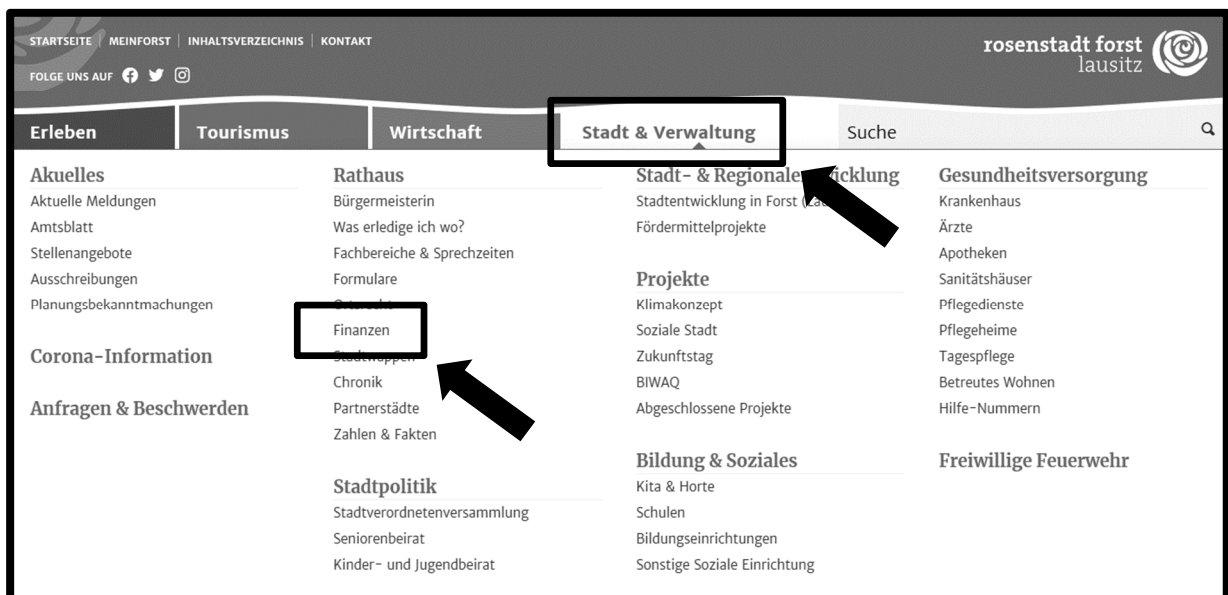 STARTSEITE | MEINFORST | INHALTSVERZEICHNIS | KONTAKT
FOLGE UNS AUF
rosenstadt forst
lausitz
Erleben
Tourismus
Wirtschaft
Stadt & Verwaltung
Suche
Akuelles
Aktuelle Meldungen
Amtsblatt
Stellenangebote
Ausschreibungen
Planungsbekanntmachungen
Corona-Information
Anfragen & Beschwerden
Rathaus
Bürgermeisterin
Was erledige ich wo?
Fachbereiche & Sprechzeiten
Formulare
Ortsrecht
Finanzen
Stadtwappen
Chronik
Partnerstädte
Zahlen & Fakten
Stadtpolitik
Stadtverordnetenversammlung
Seniorenbeirat
Kinder- und Jugendbeirat
Stadt- & Regionalentwicklung
Stadtentwicklung in Forst
Fördermittelprojekte
Projekte
Klimakonzept
Soziale Stadt
Zukunftstag
BIWAQ
Abgeschlossene Projekte
Bildung & Soziales
Kita & Horte
Schulen
Bildungseinrichtungen
Sonstige Soziale Einrichtung
Gesundheitsversorgung
Krankenhaus
Ärzte
Apotheken
Sanitätshäuser
Pflegedienste
Pflegeheime
Tagespflege
Betreutes Wohnen
Hilfe-Nummern
Freiwillige Feuerwehr